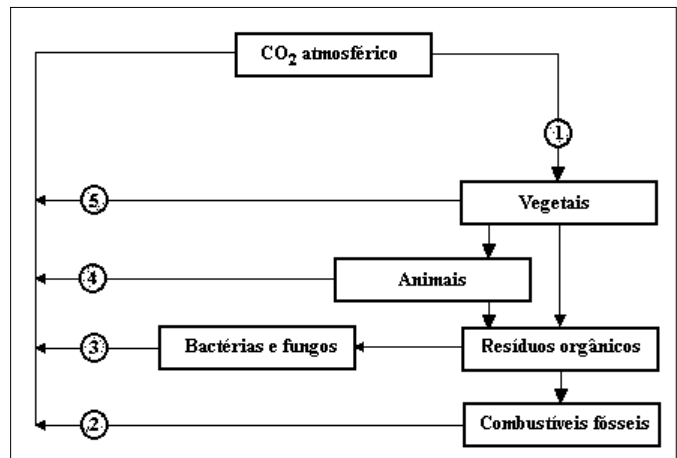 CO₂ atmosférico
1
5
Vegetais
4
Animais
3
Bactérias e fungos
Resíduos orgânicos
2
Combustíveis fósseis